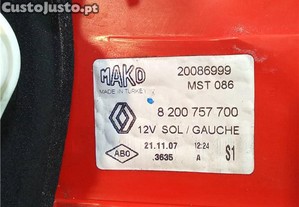 CustoJusto.pt
MAKO
MADE IN TURKEY
20086999
MST 086
8 200 757 700
12V SOL / GAUCHE
ABO
21.11.07 12:24
.3635 A S1